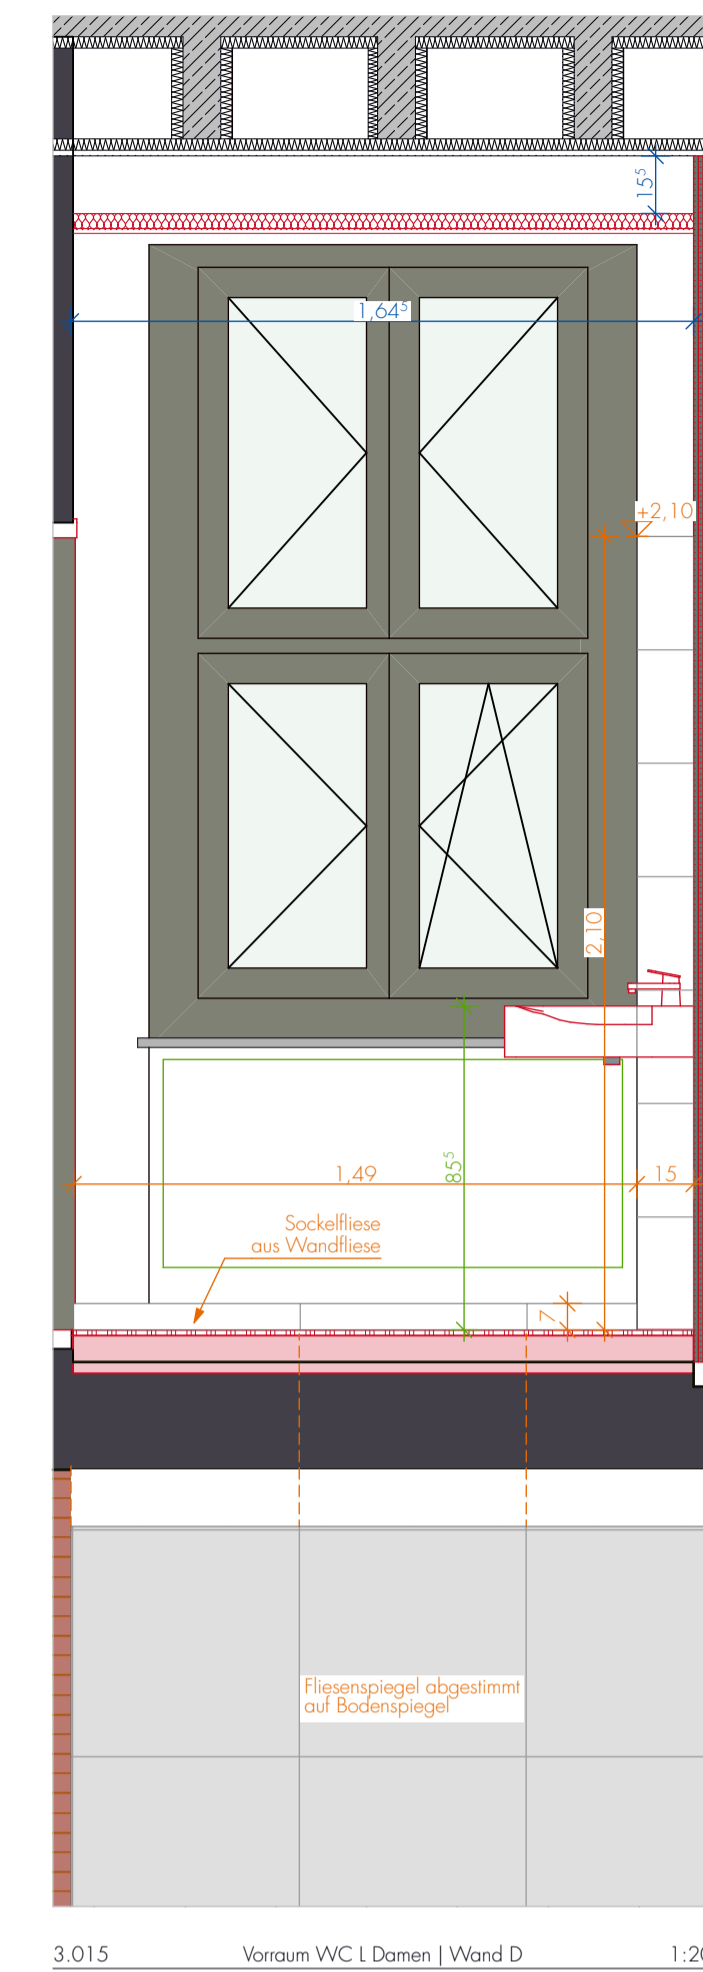 15⁵
1,64⁵
+2,10
2,10
1,49
85⁵
15
Sockelfliese
aus Wandfliese
7
Fliesenspiegel abgestimmt
auf Bodenspiegel
3.015 Vorraum WC L Damen | Wand D